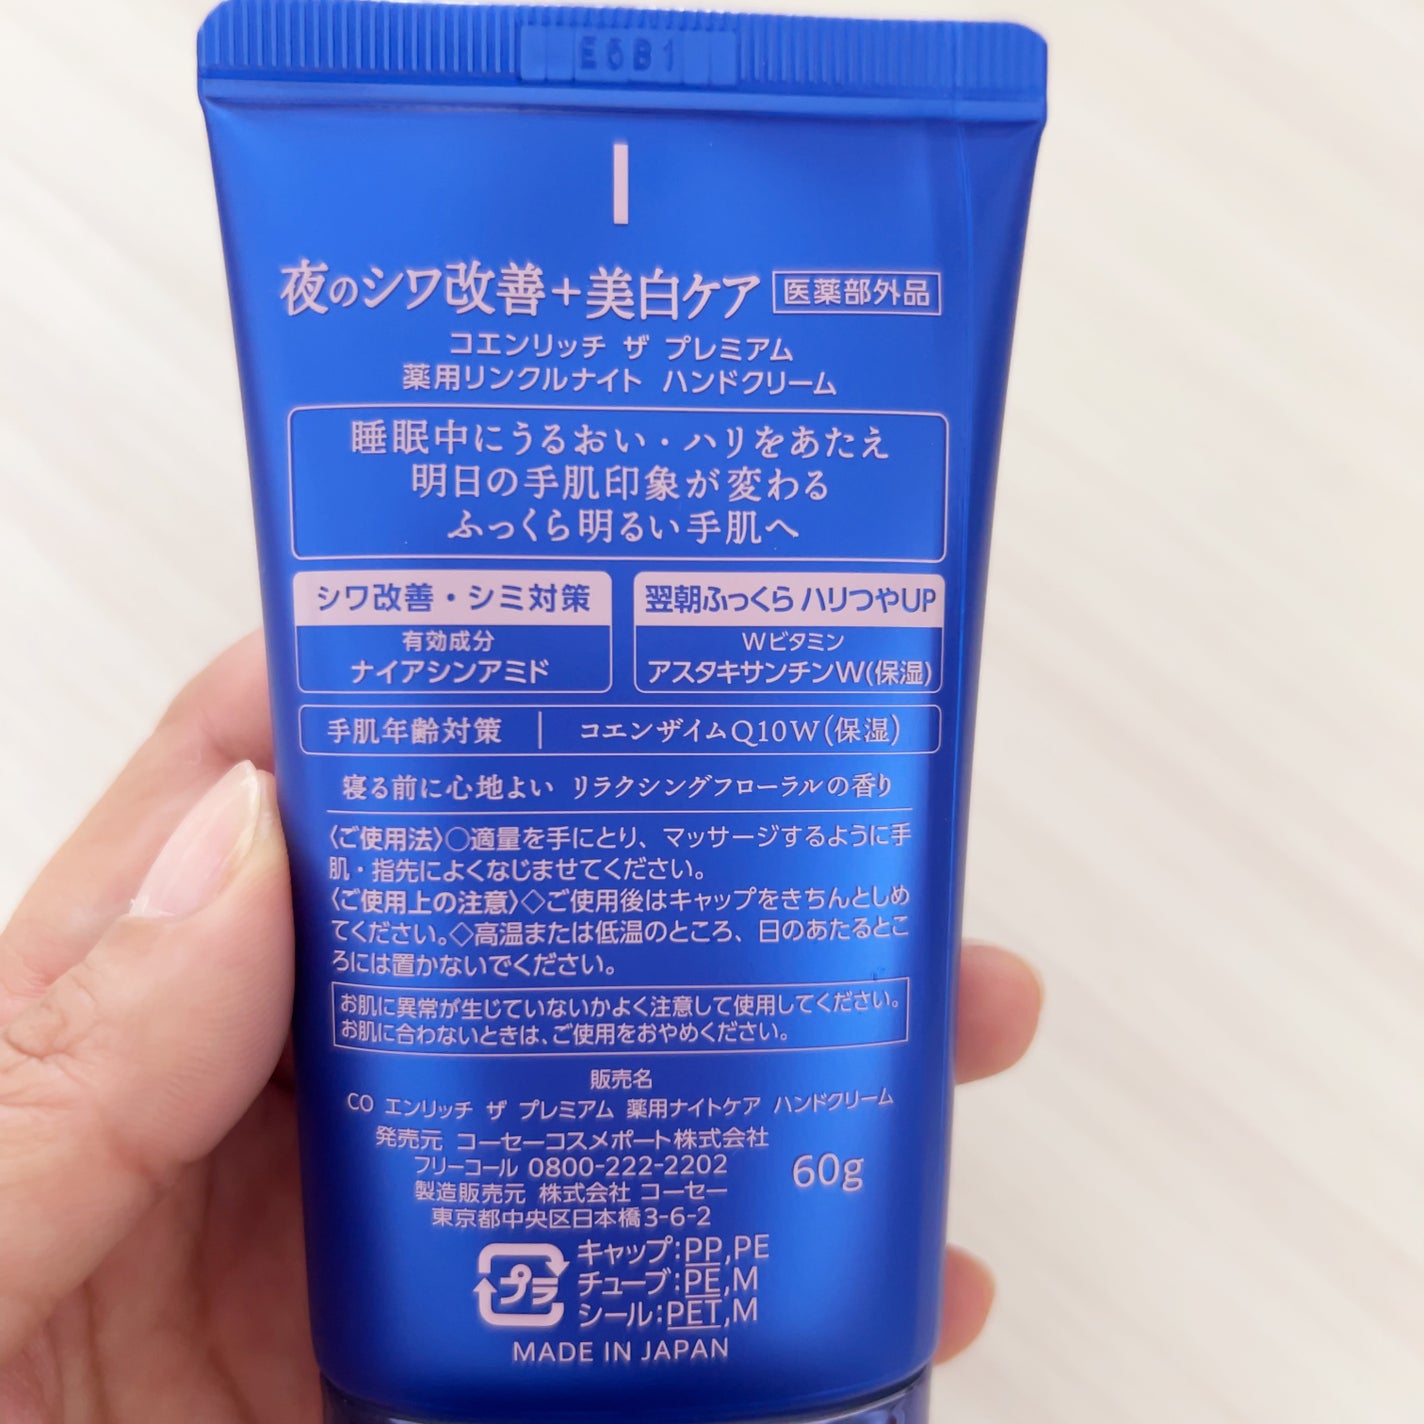 E5B1
夜のシワ改善+美白ケア 医薬部外品
コエンリッチ ザ プレミアム
薬用リンクルナイト ハンドクリーム
睡眠中にうるおい・ハリをあたえ
明日の手肌印象が変わる
ふっくら明るい手肌へ
シワ改善・シミ対策
有効成分
ナイアシンアミド
翌朝ふっくら ハリつやUP
Wビタミン
アスタキサンチンW(保湿)
手肌年齢対策 コエンザイムQ10W(保湿)
寝る前に心地よい リラクシングフローラルの香り
〈ご使用法〉○適量を手にとり、マッサージするように手
肌・指先によくなじませてください。
〈ご使用上の注意〉◇ご使用後はキャップをきちんとしめ
てください。◇高温または低温のところ、日のあたるとこ
ろには置かないでください。
お肌に異常が生じていないかよく注意して使用してください。
お肌に合わないときは、ご使用をおやめください。
販売名
CO エンリッチ ザ プレミアム 薬用ナイトケア ハンドクリーム
発売元 コーセーコスメポート株式会社
フリーコール 0800-222-2202
製造販売元 株式会社 コーセー
東京都中央区日本橋3-6-2
60g
プラ
キャップ:PP,PE
チューブ:PE,M
シール:PET,M
MADE IN JAPAN